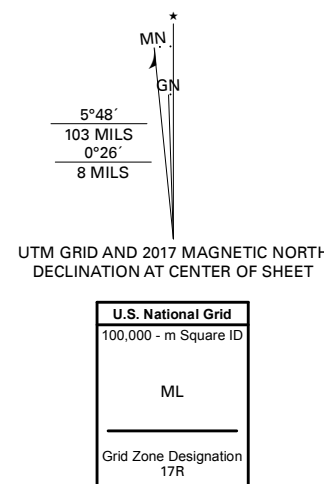 ★
MN
GN
5°48´
103 MILS
0°26´
8 MILS
UTM GRID AND 2017 MAGNETIC NORTH
DECLINATION AT CENTER OF SHEET
U.S. National Grid
100,000 - m Square ID
ML
Grid Zone Designation
17R